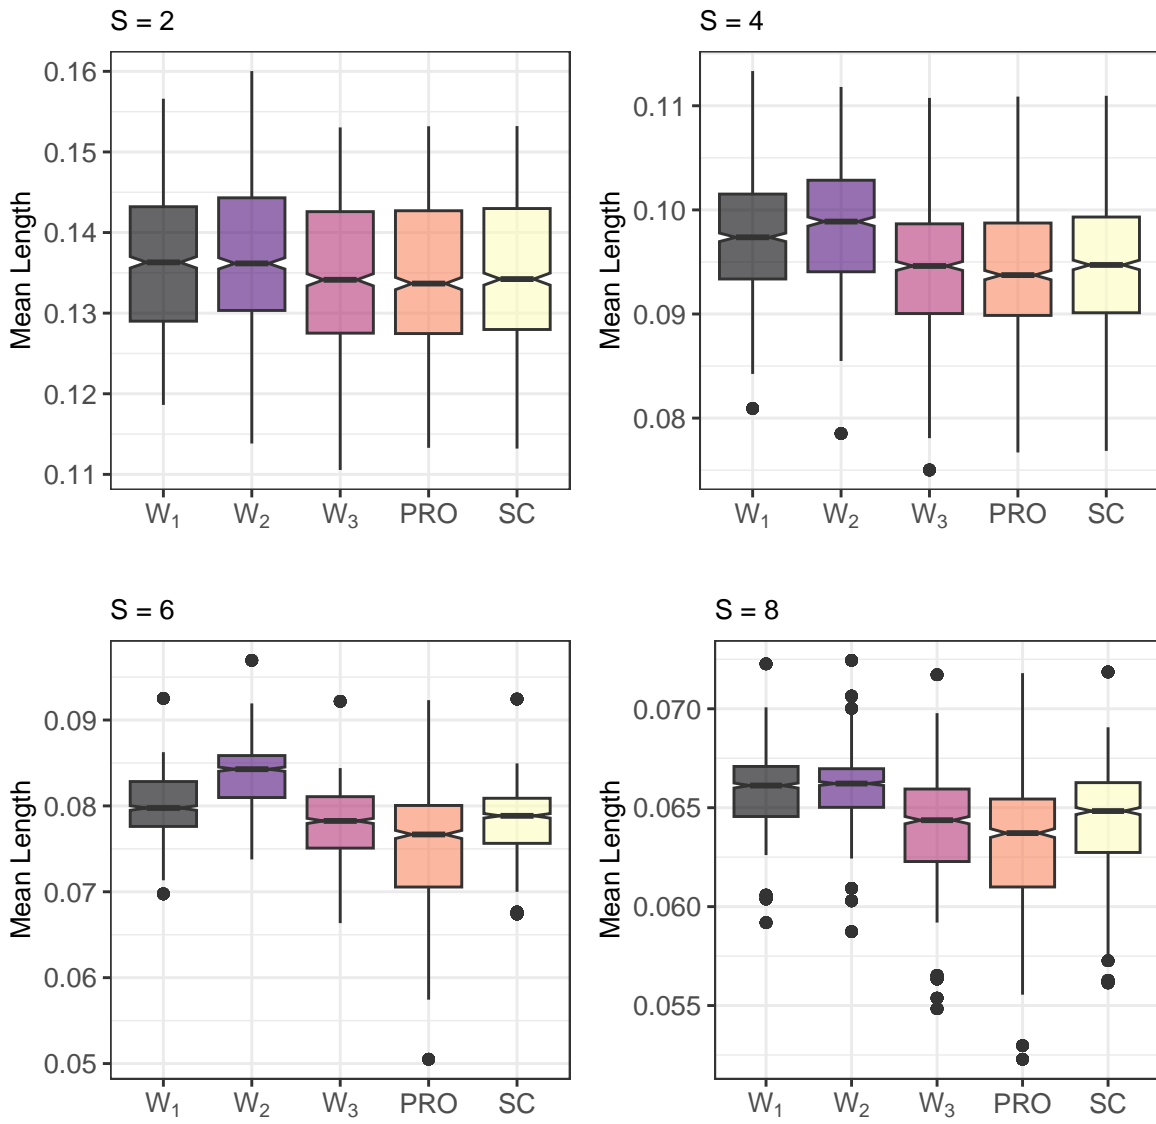 S = 2
Mean Length
0.16
0.15
0.14
0.13
0.12
0.11
W₁ W₂ W₃ PRO SC
S = 4
Mean Length
0.11
0.10
0.09
0.08
W₁ W₂ W₃ PRO SC
S = 6
Mean Length
0.09
0.08
0.07
0.06
0.05
W₁ W₂ W₃ PRO SC
S = 8
Mean Length
0.070
0.065
0.060
0.055
W₁ W₂ W₃ PRO SC